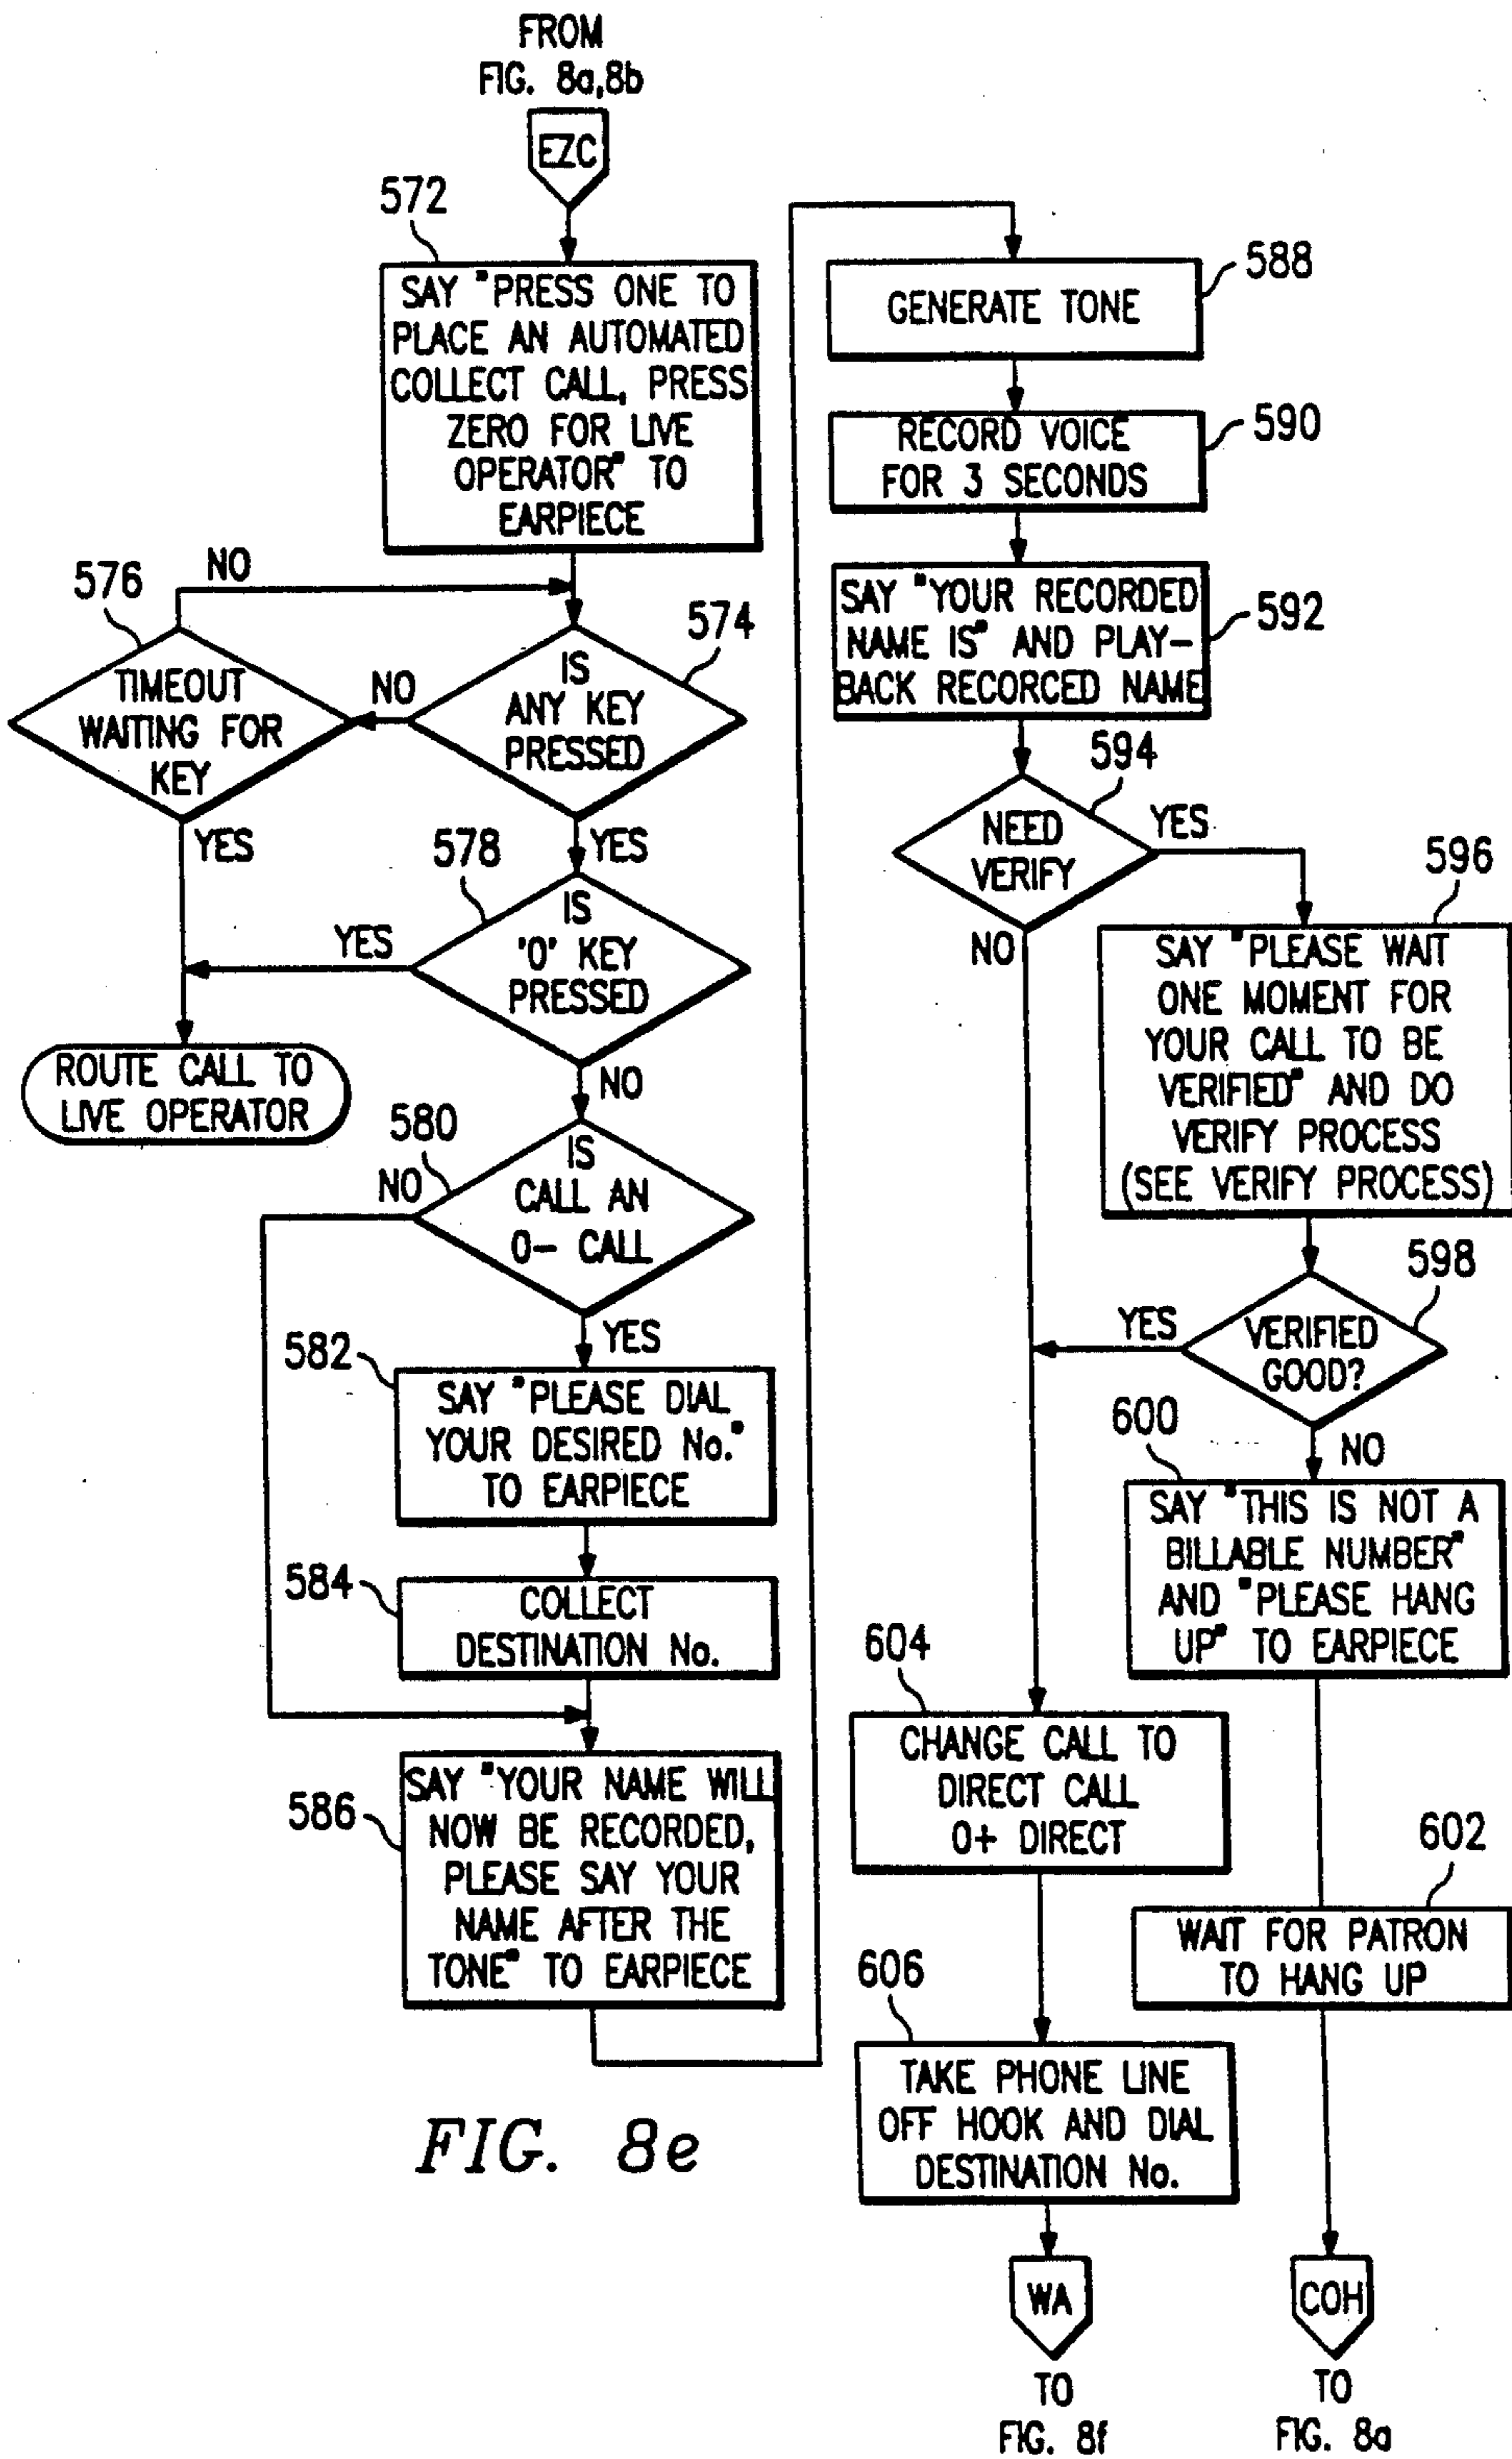 FROM
FIG. 8a,8b
EZC
572
SAY "PRESS ONE TO
PLACE AN AUTOMATED
COLLECT CALL, PRESS
ZERO FOR LIVE
OPERATOR" TO
EARPIECE
576
NO
TIMEOUT
WAITING FOR
KEY
NO
574
IS
ANY KEY
PRESSED
YES
YES
578
IS
'0' KEY
PRESSED
YES
ROUTE CALL TO
LIVE OPERATOR
NO
580
IS
CALL AN
0- CALL
NO
YES
582
SAY "PLEASE DIAL
YOUR DESIRED No."
TO EARPIECE
584
COLLECT
DESTINATION No.
586
SAY "YOUR NAME WILL
NOW BE RECORDED,
PLEASE SAY YOUR
NAME AFTER THE
TONE" TO EARPIECE
588
GENERATE TONE
590
RECORD VOICE
FOR 3 SECONDS
592
SAY "YOUR RECORDED
NAME IS" AND PLAY-
BACK RECORCED NAME
594
NEED
VERIFY
YES
NO
596
SAY "PLEASE WAIT
ONE MOMENT FOR
YOUR CALL TO BE
VERIFIED" AND DO
VERIFY PROCESS
(SEE VERIFY PROCESS)
598
VERIFIED
GOOD?
YES
NO
600
SAY "THIS IS NOT A
BILLABLE NUMBER"
AND "PLEASE HANG
UP" TO EARPIECE
602
WAIT FOR PATRON
TO HANG UP
604
CHANGE CALL TO
DIRECT CALL
0+ DIRECT
606
TAKE PHONE LINE
OFF HOOK AND DIAL
DESTINATION No.
WA
TO
FIG. 8f
COH
TO
FIG. 8a
FIG. 8e